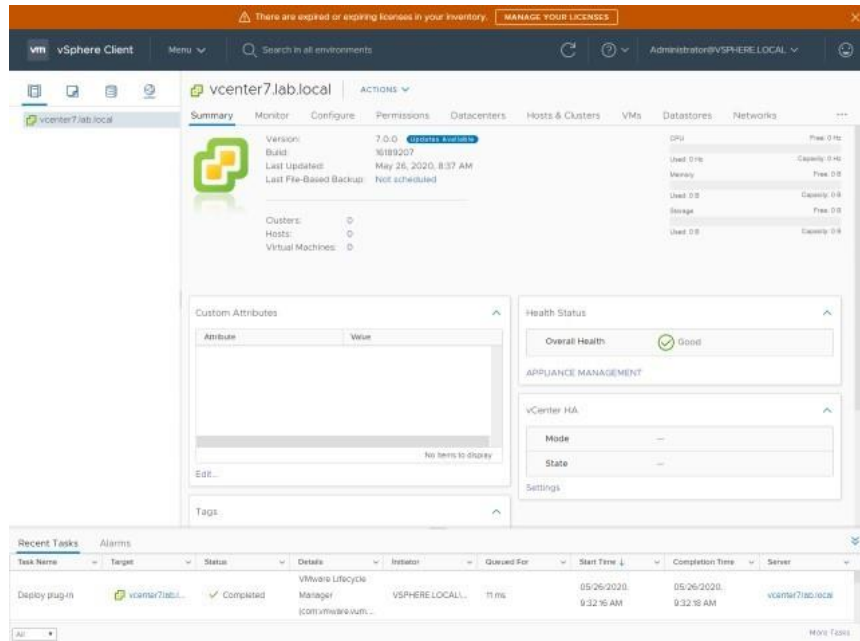 There are expired or expiring licenses in your inventory. MANAGE YOUR LICENSES
vm vSphere Client Menu Search in all environments Administrator@VSPHERE.LOCAL
vcenter7.lab.local ACTIONS
vcenter7.lab.local
Summary Monitor Configure Permissions Datacenters Hosts & Clusters VMs Datastores Networks ...
Version: 7.0.0 Updates Available
Build: 16189207
Last Updated: May 26, 2020, 8:37 AM
Last File-Based Backup: Not scheduled
Clusters: 0
Hosts: 0
Virtual Machines: 0
CPU Free: 0 Hz
Used: 0 Hz Capacity: 0 Hz
Memory Free: 0 B
Used: 0 B Capacity: 0 B
Storage Free: 0 B
Used: 0 B Capacity: 0 B
Custom Attributes
Attribute Value
No items to display
Edit...
Tags
Health Status
Overall Health Good
APPLIANCE MANAGEMENT
vCenter HA
Mode --
State --
Settings
Recent Tasks Alarms
Task Name Target Status Details Initiator Queued For Start Time ↓ Completion Time Server
Deploy plug-in vcenter7.lab.l... Completed VMware Lifecycle Manager (com.vmware.vum... VSPHERE.LOCAL\... 11 ms 05/26/2020, 9:32:16 AM 05/26/2020, 9:32:18 AM vcenter7.lab.local
All More Tasks